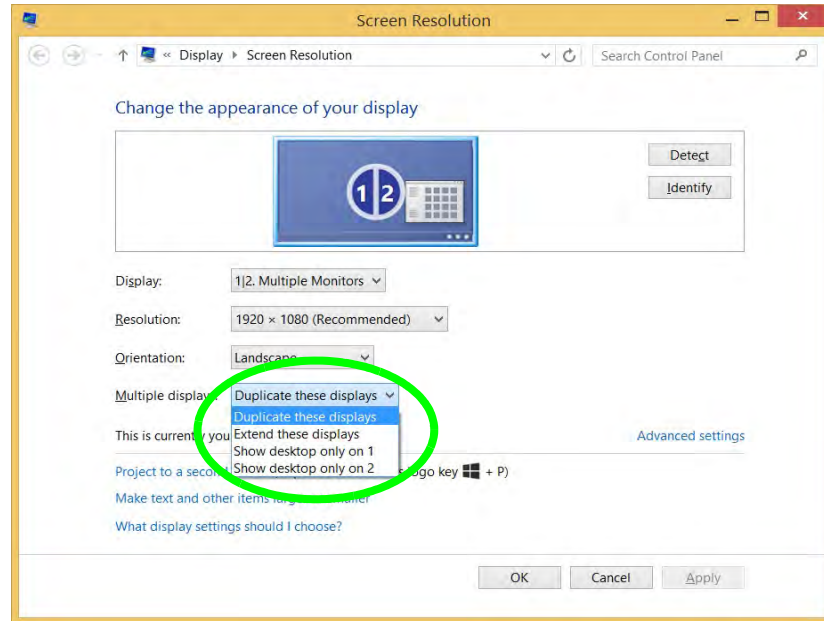 Screen Resolution
« Display Screen Resolution
Search Control Panel
Change the appearance of your display
1 2
Detect
Identify
Display: 1|2. Multiple Monitors
Resolution: 1920 × 1080 (Recommended)
Orientation: Landscape
Multiple display Duplicate these displays
Duplicate these displays
Extend these displays
Show desktop only on 1
Show desktop only on 2
This is currently you
Advanced settings
Project to a secon logo key + P)
Make text and other items
What display settings should I choose?
OK Cancel Apply